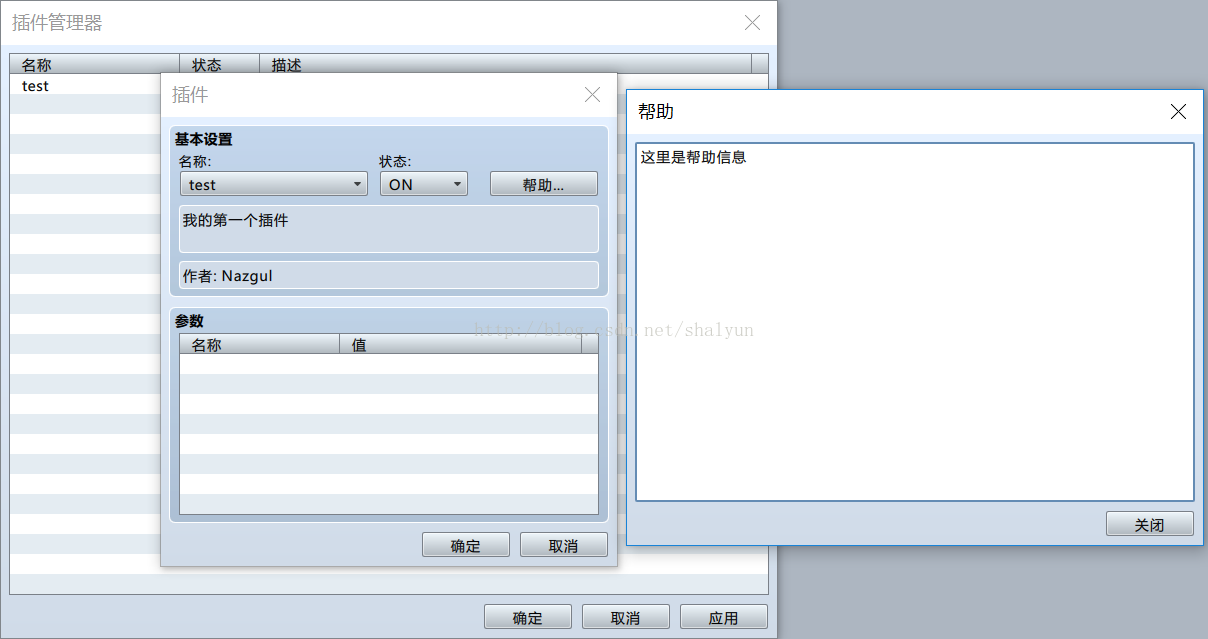 插件管理器
名称 状态 描述
test
插件
基本设置
名称: 状态:
test ON 帮助...
我的第一个插件
作者: Nazgul
参数
名称 值
确定 取消
帮助
这里是帮助信息
关闭
http://blog.csdn.net/shalyun
确定 取消 应用